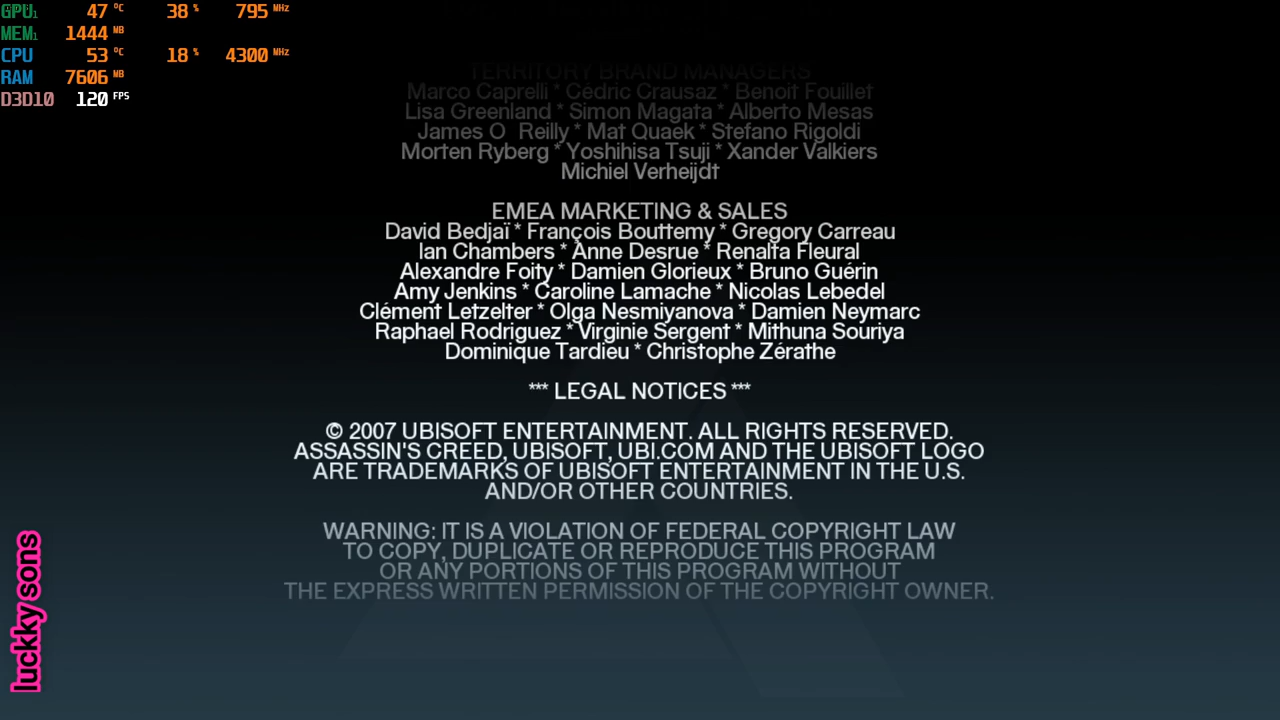 GPU1 47 °C 38 % 795 MHz
MEM1 1444 MB
CPU 53 °C 18 % 4300 MHz
RAM 7606 MB
D3D10 120 FPS
TERRITORY BRAND MANAGERS
Marco Caprelli * Cédric Crausaz * Benoit Fouillet
Lisa Greenland * Simon Magata * Alberto Mesas
James O Reilly * Mat Quaek * Stefano Rigoldi
Morten Ryberg * Yoshihisa Tsuji * Xander Valkiers
Michiel Verheijdt
EMEA MARKETING & SALES
David Bedjaï * François Bouttemy * Gregory Carreau
Ian Chambers * Anne Desrue * Renalta Fleural
Alexandre Foity * Damien Glorieux * Bruno Guérin
Amy Jenkins * Caroline Lamache * Nicolas Lebedel
Clément Letzelter * Olga Nesmiyanova * Damien Neymarc
Raphael Rodriguez * Virginie Sergent * Mithuna Souriya
Dominique Tardieu * Christophe Zérathe
*** LEGAL NOTICES ***
© 2007 UBISOFT ENTERTAINMENT. ALL RIGHTS RESERVED.
ASSASSIN'S CREED, UBISOFT, UBI.COM AND THE UBISOFT LOGO
ARE TRADEMARKS OF UBISOFT ENTERTAINMENT IN THE U.S.
AND/OR OTHER COUNTRIES.
WARNING: IT IS A VIOLATION OF FEDERAL COPYRIGHT LAW
TO COPY, DUPLICATE OR REPRODUCE THIS PROGRAM
OR ANY PORTIONS OF THIS PROGRAM WITHOUT
THE EXPRESS WRITTEN PERMISSION OF THE COPYRIGHT OWNER.
luckky sons